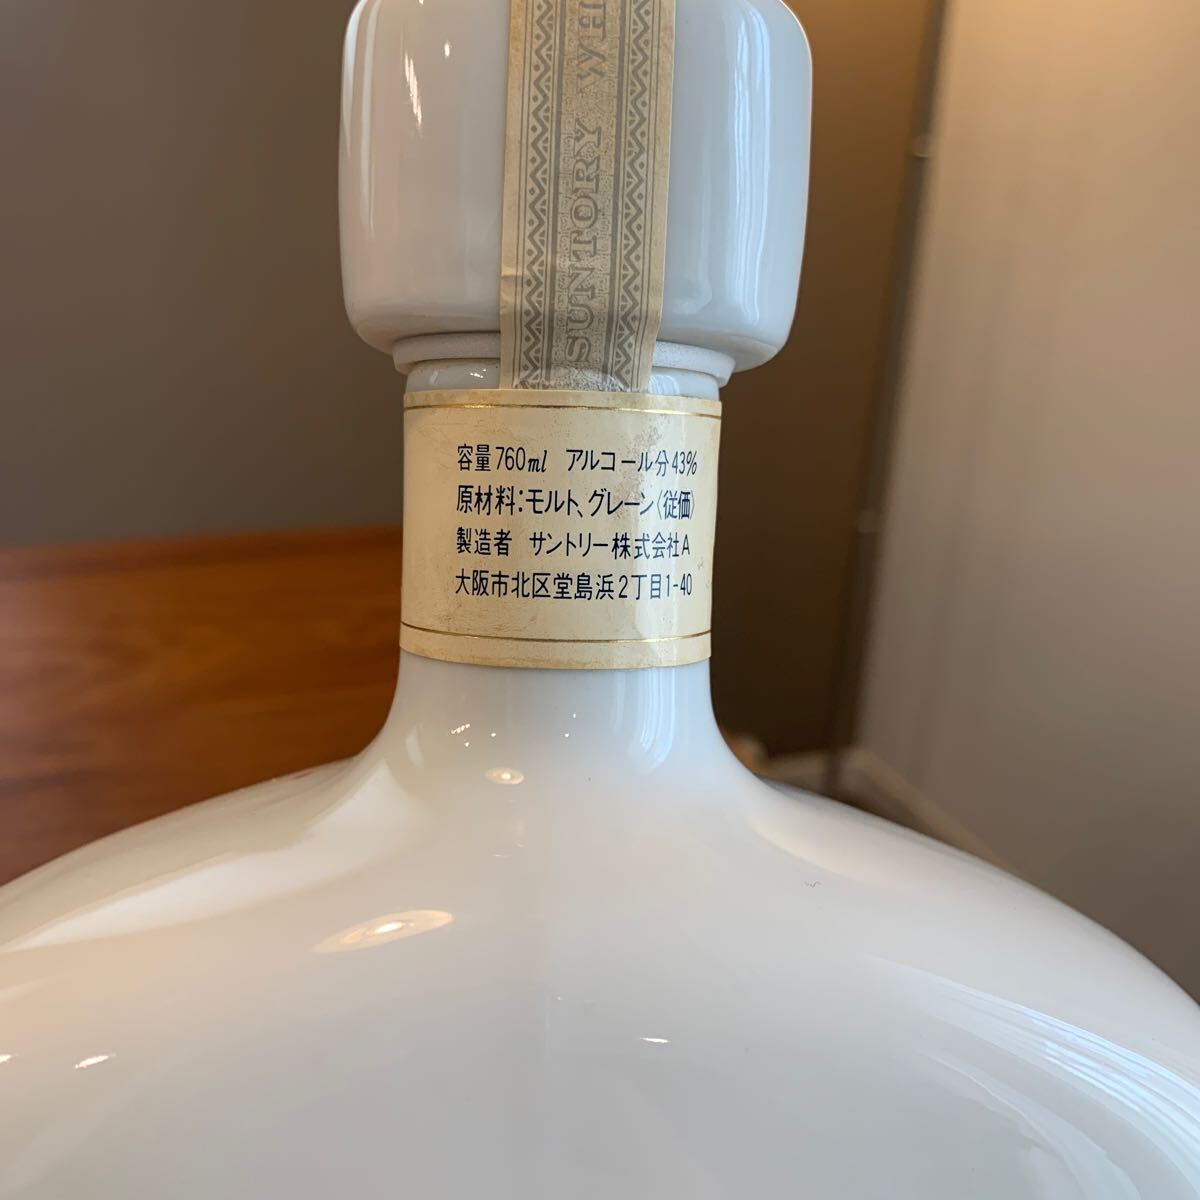 SUNTORY WH
容量760ml アルコール分43%
原材料:モルト、グレーン〈従価〉
製造者 サントリー株式会社A
大阪市北区堂島浜2丁目1-40